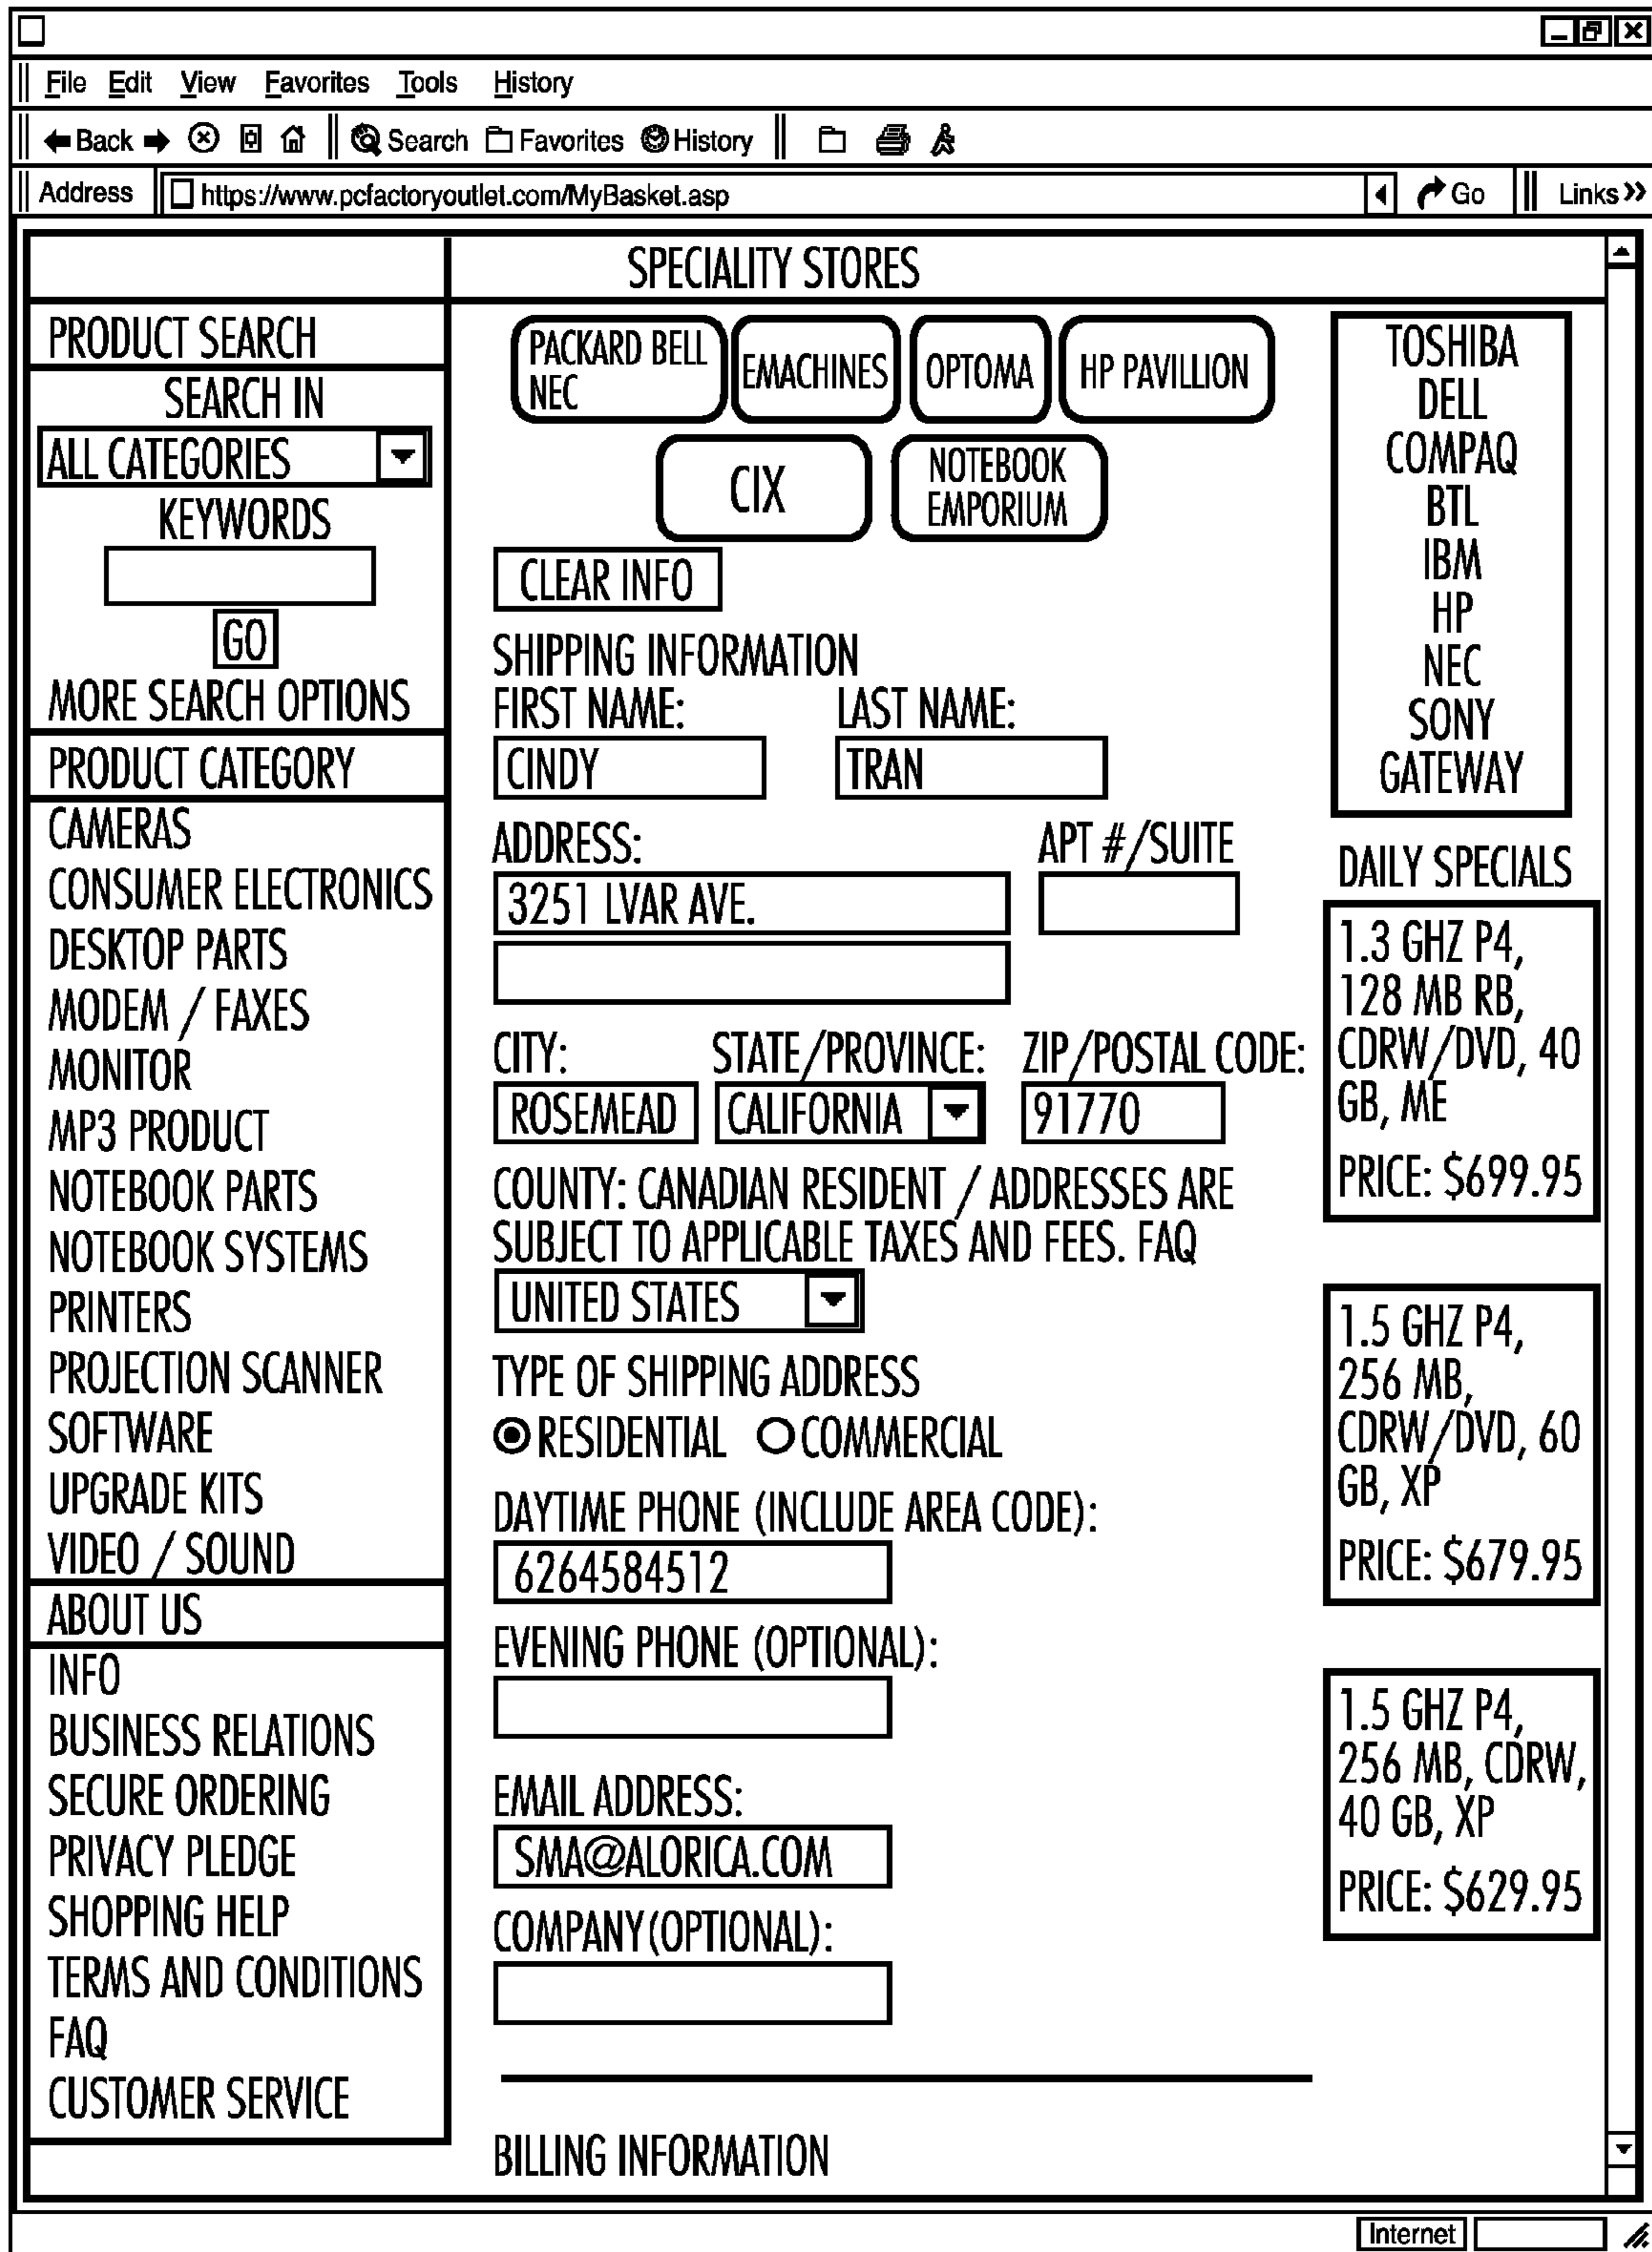 File Edit View Favorites Tools History
Back Search Favorites History
Address https://www.pcfactoryoutlet.com/MyBasket.asp Go Links
SPECIALITY STORES
PRODUCT SEARCH
SEARCH IN
ALL CATEGORIES
KEYWORDS
GO
MORE SEARCH OPTIONS
PRODUCT CATEGORY
CAMERAS
CONSUMER ELECTRONICS
DESKTOP PARTS
MODEM / FAXES
MONITOR
MP3 PRODUCT
NOTEBOOK PARTS
NOTEBOOK SYSTEMS
PRINTERS
PROJECTION SCANNER
SOFTWARE
UPGRADE KITS
VIDEO / SOUND
ABOUT US
INFO
BUSINESS RELATIONS
SECURE ORDERING
PRIVACY PLEDGE
SHOPPING HELP
TERMS AND CONDITIONS
FAQ
CUSTOMER SERVICE
PACKARD BELL
NEC
EMACHINES
OPTOMA
HP PAVILLION
CIX
NOTEBOOK
EMPORIUM
CLEAR INFO
SHIPPING INFORMATION
FIRST NAME: LAST NAME:
CINDY TRAN
ADDRESS: APT #/SUITE
3251 LVAR AVE.
CITY: STATE/PROVINCE: ZIP/POSTAL CODE:
ROSEMEAD CALIFORNIA 91770
COUNTY: CANADIAN RESIDENT / ADDRESSES ARE
SUBJECT TO APPLICABLE TAXES AND FEES. FAQ
UNITED STATES
TYPE OF SHIPPING ADDRESS
RESIDENTIAL COMMERCIAL
DAYTIME PHONE (INCLUDE AREA CODE):
6264584512
EVENING PHONE (OPTIONAL):
EMAIL ADDRESS:
SMA@ALORICA.COM
COMPANY(OPTIONAL):
BILLING INFORMATION
TOSHIBA
DELL
COMPAQ
BTL
IBM
HP
NEC
SONY
GATEWAY
DAILY SPECIALS
1.3 GHZ P4,
128 MB RB,
CDRW/DVD, 40
GB, ME
PRICE: $699.95
1.5 GHZ P4,
256 MB,
CDRW/DVD, 60
GB, XP
PRICE: $679.95
1.5 GHZ P4,
256 MB, CDRW,
40 GB, XP
PRICE: $629.95
Internet